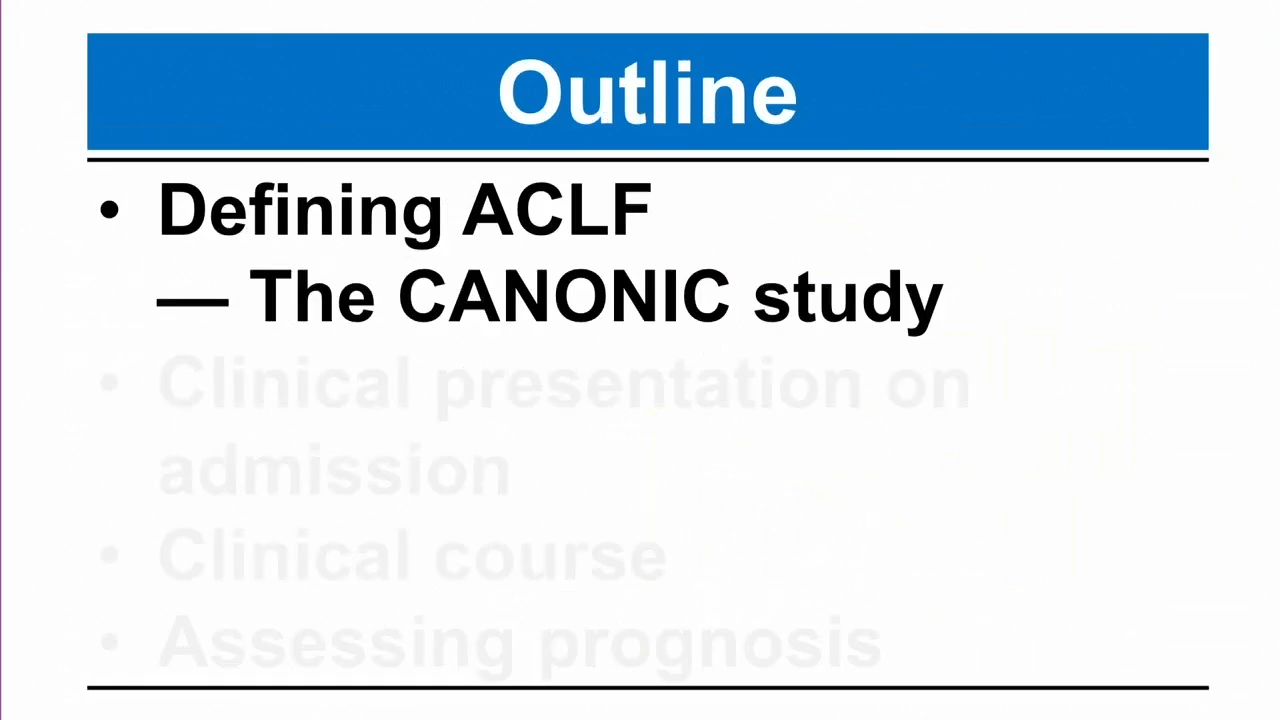 Outline
• Defining ACLF
— The CANONIC study
• Clinical presentation on
admission
• Clinical course
• Assessing prognosis